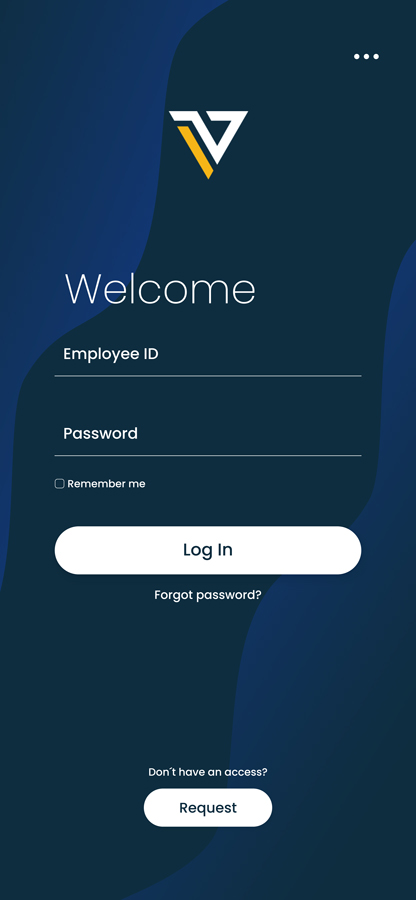 Welcome
Employee ID
Password
Remember me
Log In
Forgot password?
Don´t have an access?
Request